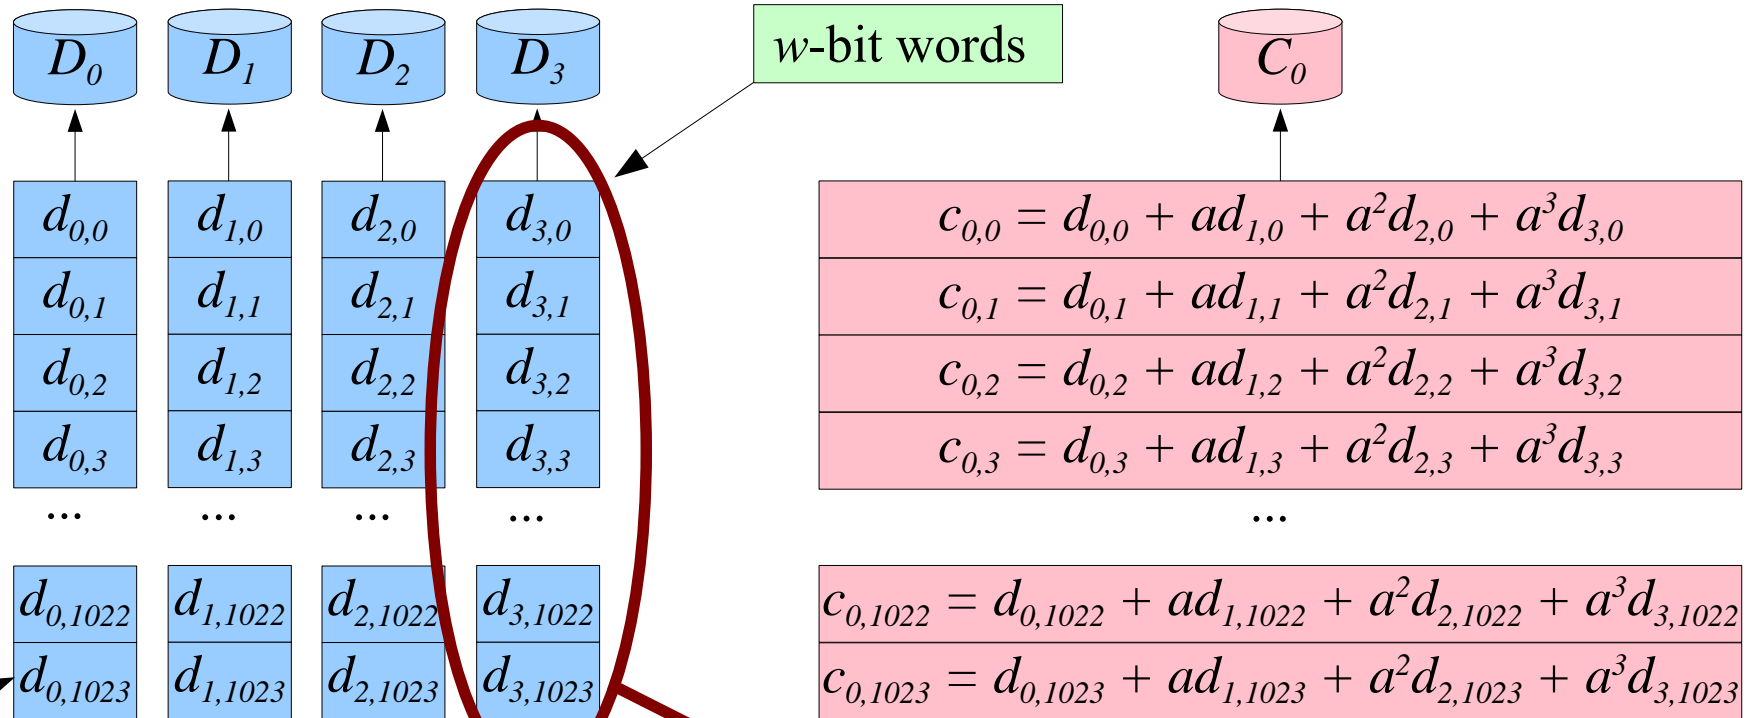 D₀ D₁ D₂ D₃ w-bit words C₀
d₀,₀ d₁,₀ d₂,₀ d₃,₀ c₀,₀ = d₀,₀ + ad₁,₀ + a²d₂,₀ + a³d₃,₀
d₀,₁ d₁,₁ d₂,₁ d₃,₁ c₀,₁ = d₀,₁ + ad₁,₁ + a²d₂,₁ + a³d₃,₁
d₀,₂ d₁,₂ d₂,₂ d₃,₂ c₀,₂ = d₀,₂ + ad₁,₂ + a²d₂,₂ + a³d₃,₂
d₀,₃ d₁,₃ d₂,₃ d₃,₃ c₀,₃ = d₀,₃ + ad₁,₃ + a²d₂,₃ + a³d₃,₃
... ... ... ... ...
d₀,₁₀₂₂ d₁,₁₀₂₂ d₂,₁₀₂₂ d₃,₁₀₂₂ c₀,₁₀₂₂ = d₀,₁₀₂₂ + ad₁,₁₀₂₂ + a²d₂,₁₀₂₂ + a³d₃,₁₀₂₂
d₀,₁₀₂₃ d₁,₁₀₂₃ d₂,₁₀₂₃ d₃,₁₀₂₃ c₀,₁₀₂₃ = d₀,₁₀₂₃ + ad₁,₁₀₂₃ + a²d₂,₁₀₂₃ + a³d₃,₁₀₂₃